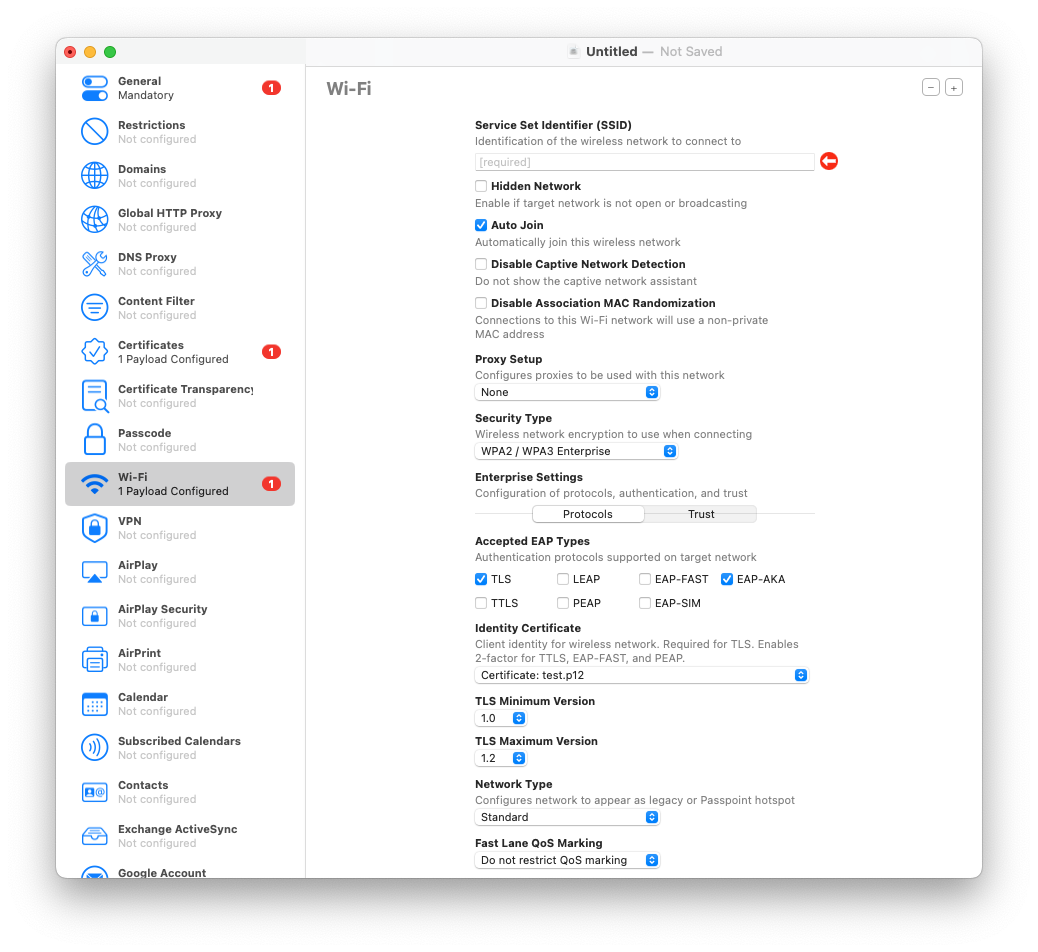 Untitled — Not Saved
General
Mandatory
1
Restrictions
Not configured
Domains
Not configured
Global HTTP Proxy
Not configured
DNS Proxy
Not configured
Content Filter
Not configured
Certificates
1 Payload Configured
1
Certificate Transparency
Not configured
Passcode
Not configured
Wi-Fi
1 Payload Configured
1
VPN
Not configured
AirPlay
Not configured
AirPlay Security
Not configured
AirPrint
Not configured
Calendar
Not configured
Subscribed Calendars
Not configured
Contacts
Not configured
Exchange ActiveSync
Not configured
Google Account
Wi-Fi
Service Set Identifier (SSID)
Identification of the wireless network to connect to
[required]
Hidden Network
Enable if target network is not open or broadcasting
Auto Join
Automatically join this wireless network
Disable Captive Network Detection
Do not show the captive network assistant
Disable Association MAC Randomization
Connections to this Wi-Fi network will use a non-private
MAC address
Proxy Setup
Configures proxies to be used with this network
None
Security Type
Wireless network encryption to use when connecting
WPA2 / WPA3 Enterprise
Enterprise Settings
Configuration of protocols, authentication, and trust
Protocols Trust
Accepted EAP Types
Authentication protocols supported on target network
TLS LEAP EAP-FAST EAP-AKA
TTLS PEAP EAP-SIM
Identity Certificate
Client identity for wireless network. Required for TLS. Enables
2-factor for TTLS, EAP-FAST, and PEAP.
Certificate: test.p12
TLS Minimum Version
1.0
TLS Maximum Version
1.2
Network Type
Configures network to appear as legacy or Passpoint hotspot
Standard
Fast Lane QoS Marking
Do not restrict QoS marking